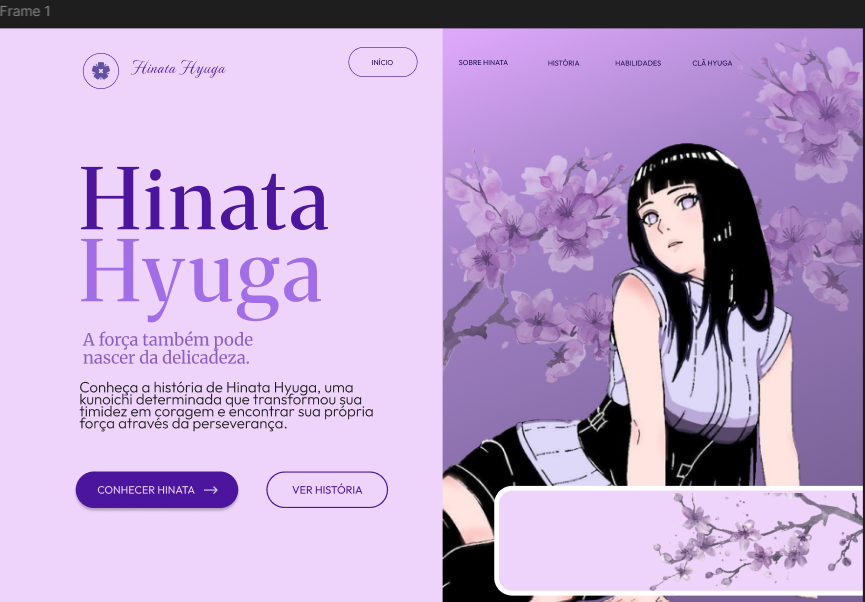 Frame 1
Hinata Hyuga
INÍCIO
SOBRE HINATA
HISTÓRIA
HABILIDADES
CLÃ HYUGA
Hinata
Hyuga
A força também pode
nascer da delicadeza.
Conheça a história de Hinata Hyuga, uma
kunoichi determinada que transformou sua
timidez em coragem e encontrar sua própria
força através da perseverança.
CONHECER HINATA →
VER HISTÓRIA